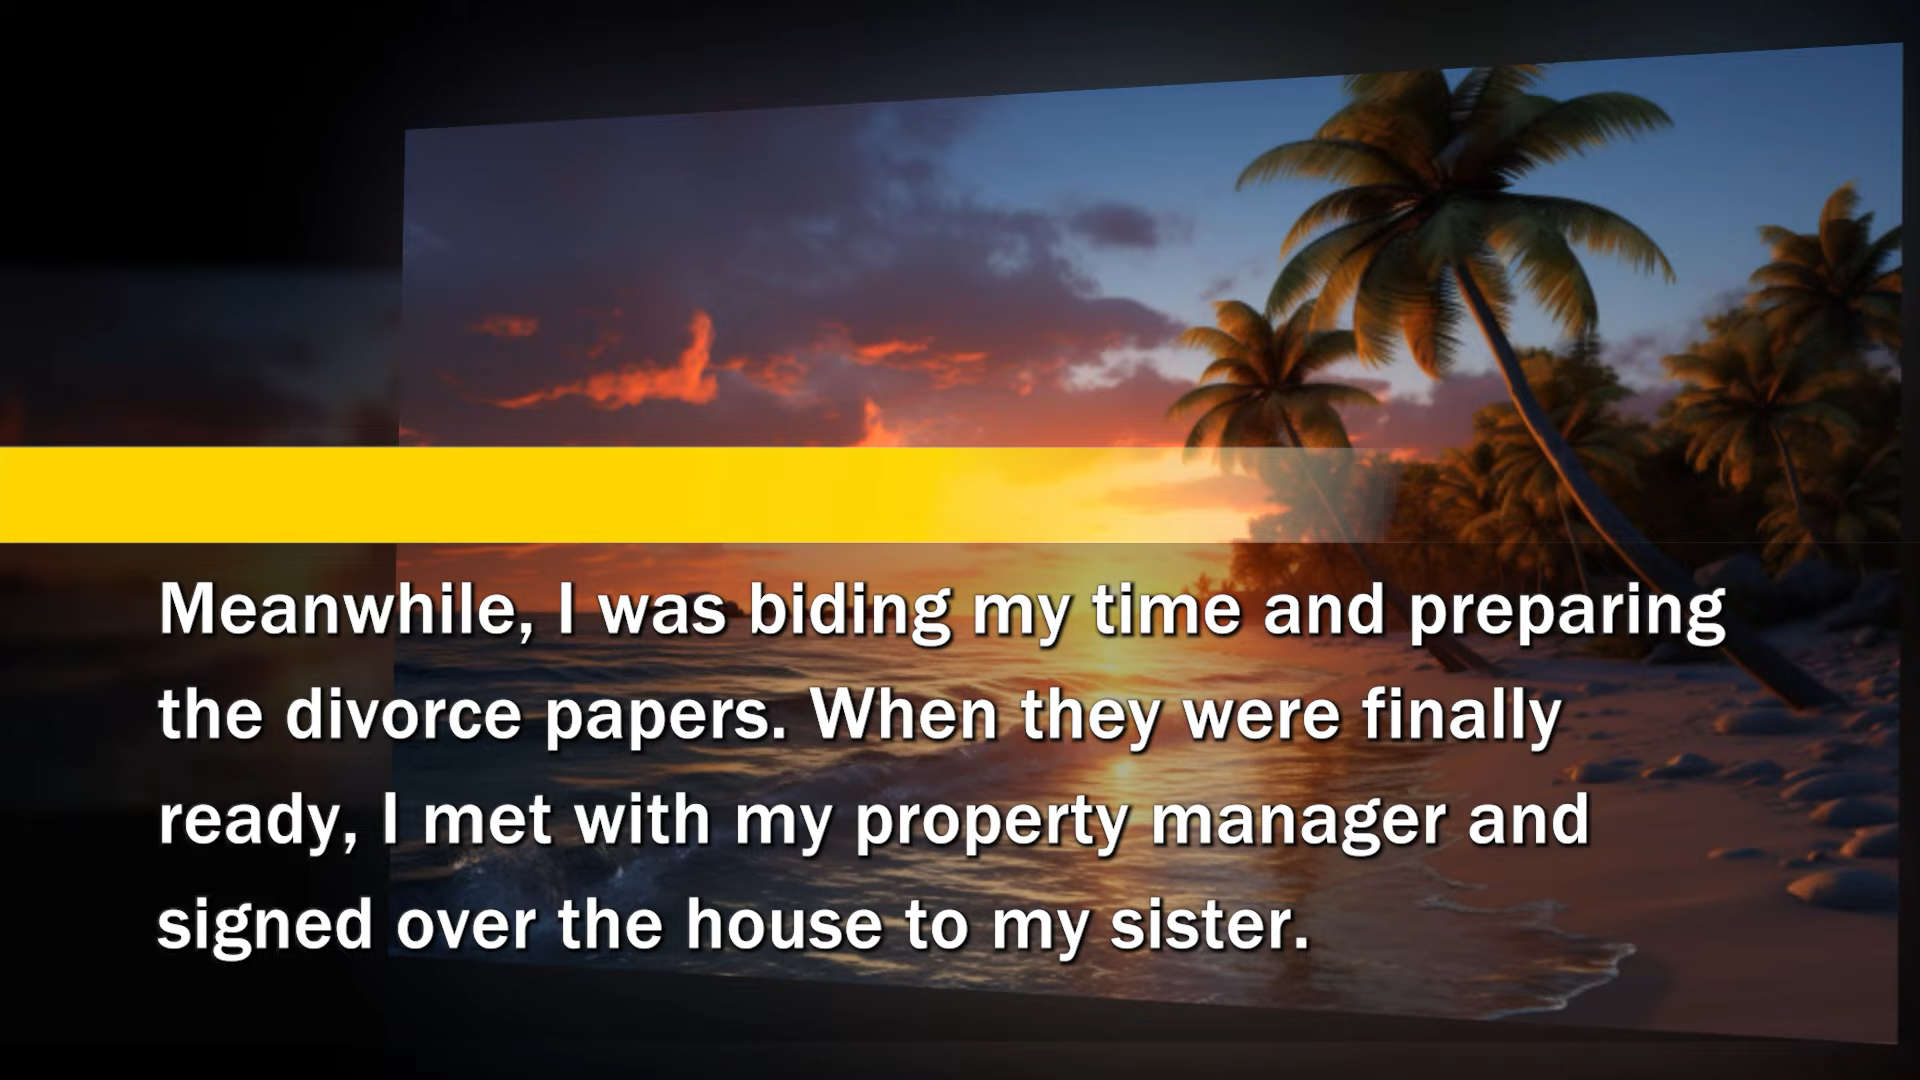 Meanwhile, I was biding my time and preparing
the divorce papers. When they were finally
ready, I met with my property manager and
signed over the house to my sister.